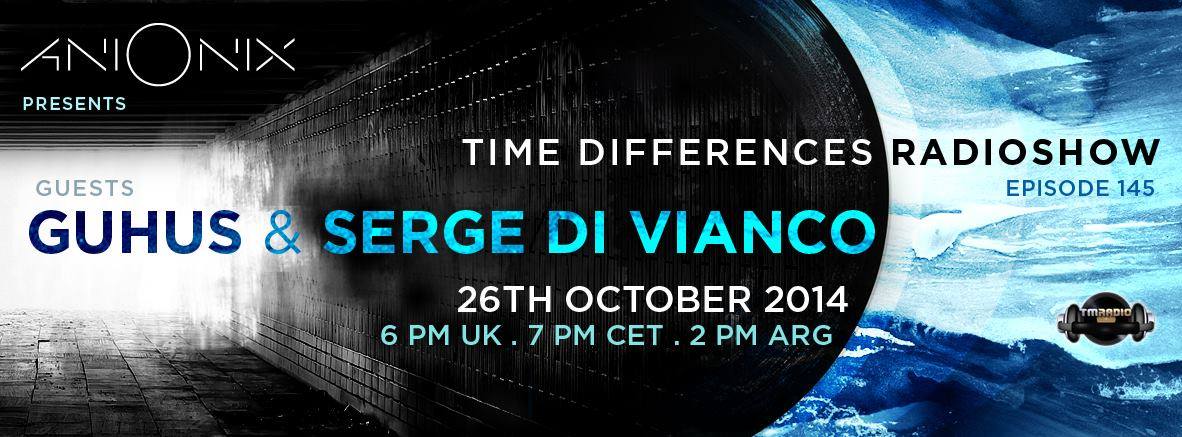 ANIONIX
PRESENTS
TIME DIFFERENCES RADIOSHOW
EPISODE 145
GUESTS
GUHUS & SERGE DI VIANCO
26TH OCTOBER 2014
6 PM UK . 7 PM CET . 2 PM ARG
TMRADIO